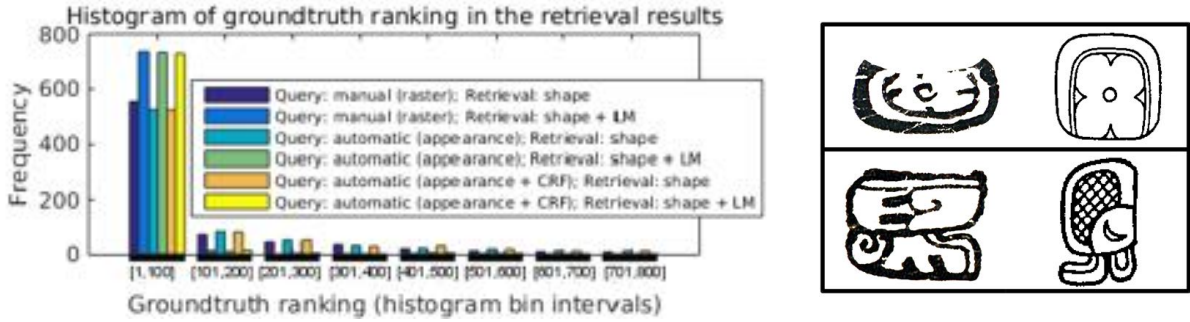 Histogram of groundtruth ranking in the retrieval results
800
600
400
200
0
Frequency
Query: manual (raster); Retrieval: shape
Query: manual (raster); Retrieval: shape + LM
Query: automatic (appearance); Retrieval: shape
Query: automatic (appearance); Retrieval: shape + LM
Query: automatic (appearance + CRF); Retrieval: shape
Query: automatic (appearance + CRF); Retrieval: shape + LM
[1,100] [101,200] [201,300] [301,400] [401,500] [501,600] [601,700] [701,800]
Groundtruth ranking (histogram bin intervals)